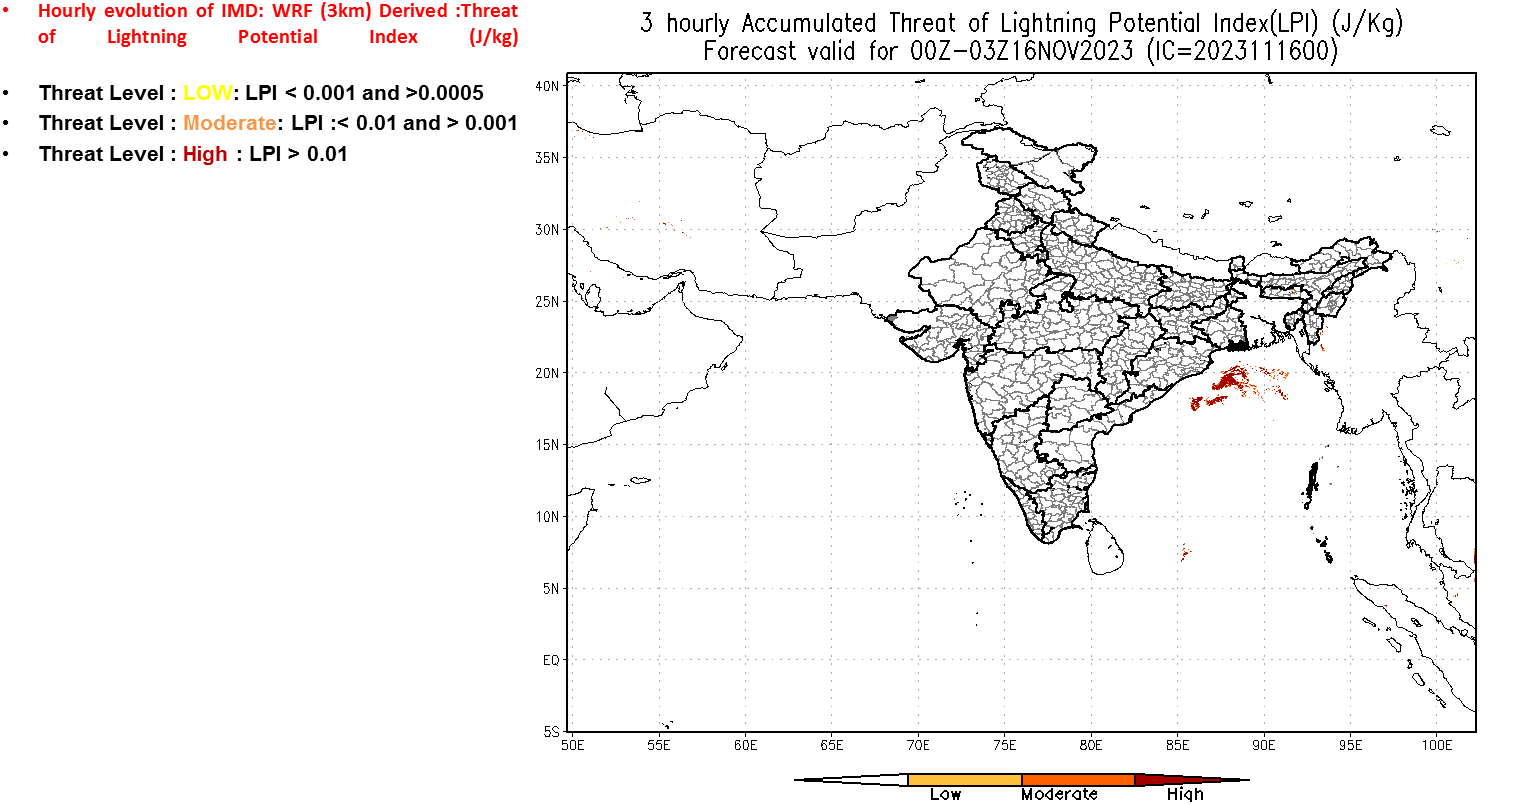 • Hourly evolution of IMD: WRF (3km) Derived :Threat
of Lightning Potential Index (J/kg)
• Threat Level : LOW: LPI < 0.001 and >0.0005
• Threat Level : Moderate: LPI :< 0.01 and > 0.001
• Threat Level : High : LPI > 0.01
3 hourly Accumulated Threat of Lightning Potential Index(LPI) (J/Kg)
Forecast valid for 00Z-03Z16NOV2023 (IC=2023111600)
40N
35N
30N
25N
20N
15N
10N
5N
EQ
5S
50E 55E 60E 65E 70E 75E 80E 85E 90E 95E 100E
Low Moderate High